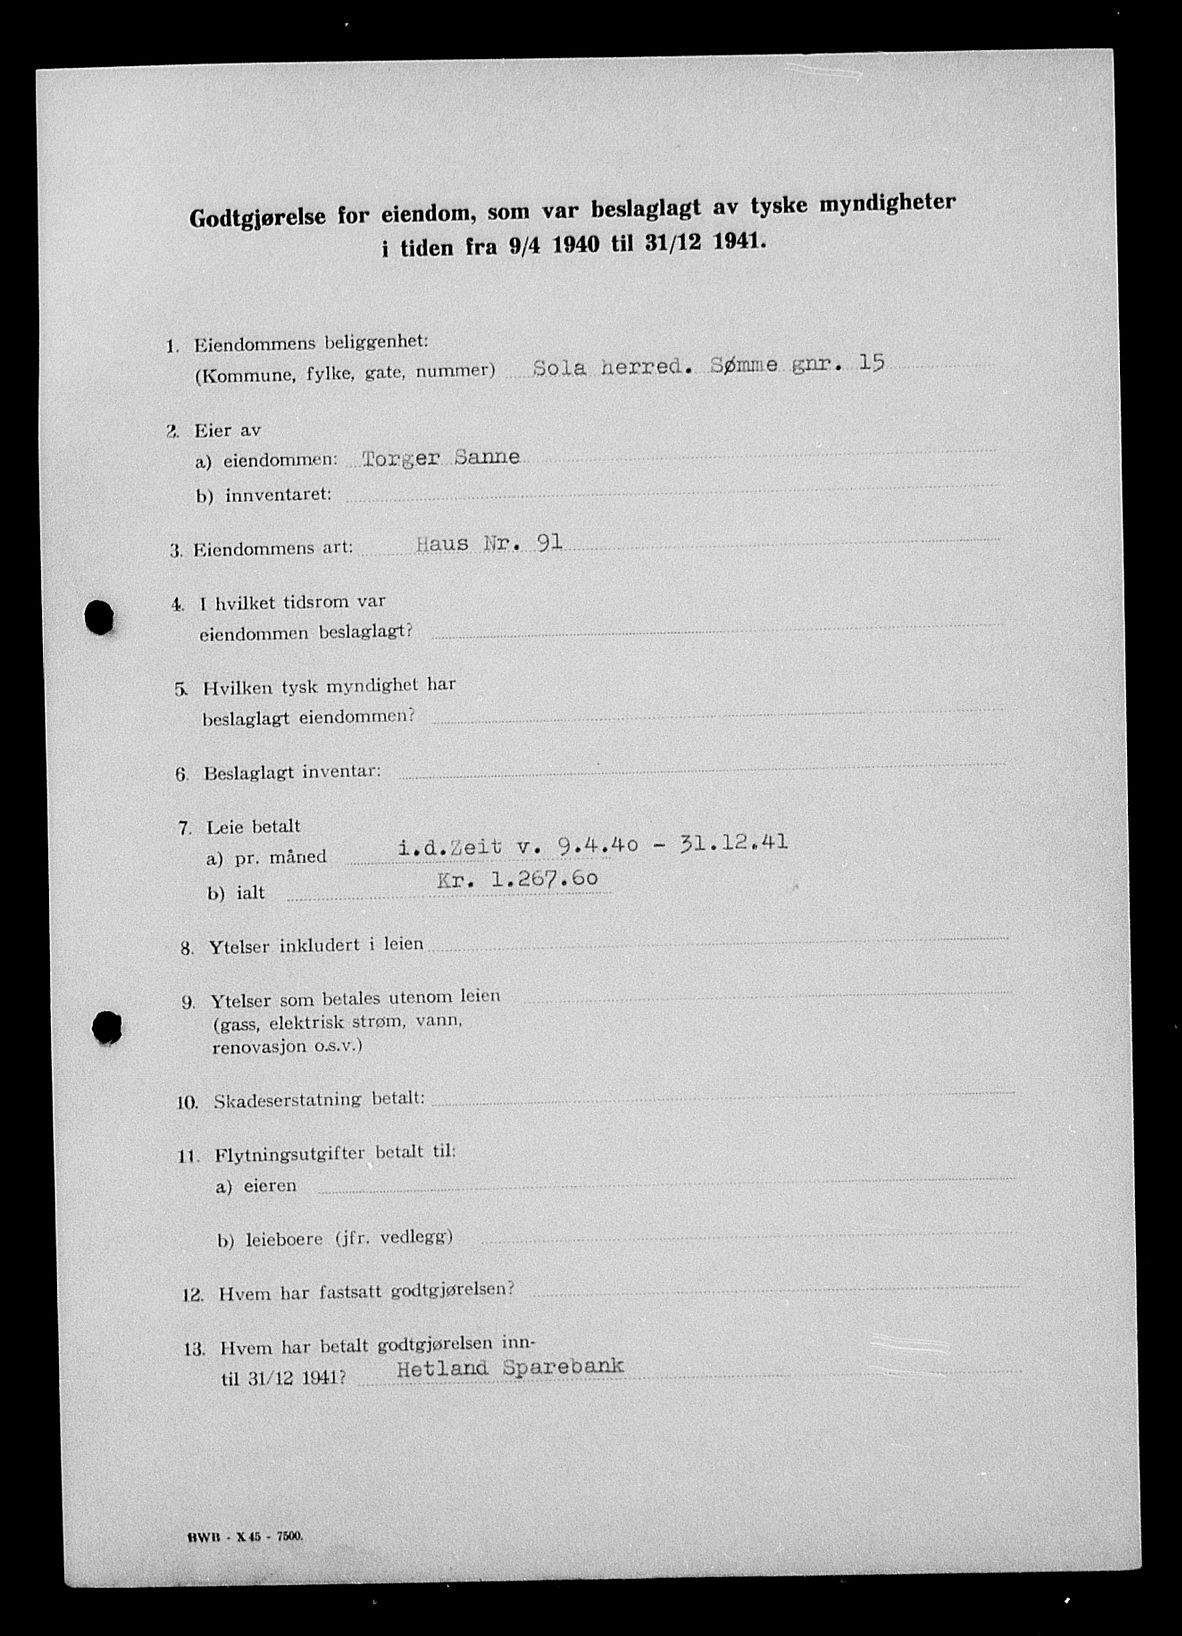 Godtgjørelse for eiendom, som var beslaglagt av tyske myndigheter
i tiden fra 9/4 1940 til 31/12 1941.
1. Eiendommens beliggenhet:
(Kommune, fylke, gate, nummer) Sola herred. Sømme gnr. 15
2. Eier av
a) eiendommen: Torger Sanne
b) innventaret:
3. Eiendommens art: Haus Nr. 91
4. I hvilket tidsrom var
eiendommen beslaglagt?
5. Hvilken tysk myndighet har
beslaglagt eiendommen?
6. Beslaglagt inventar:
7. Leie betalt
a) pr. måned i.d.Zeit v. 9.4.4o - 31.12.41
b) ialt Kr. 1.267.6o
8. Ytelser inkludert i leien
9. Ytelser som betales utenom leien
(gass, elektrisk strøm, vann,
renovasjon o.s.v.)
10. Skadeserstatning betalt:
11. Flytningsutgifter betalt til:
a) eieren
b) leieboere (jfr. vedlegg)
12. Hvem har fastsatt godtgjørelsen?
13. Hvem har betalt godtgjørelsen inn-
til 31/12 1941? Hetland Sparebank
BWB - X 45 - 7500.